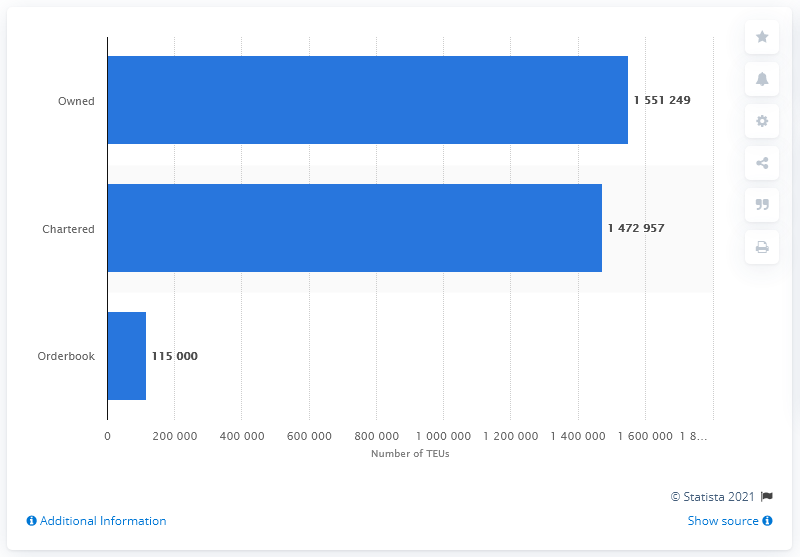 Owned
1 551 249
Chartered
1 472 957
Orderbook
115 000
0 200 000 400 000 600 000 800 000 1 000 000 1 200 000 1 400 000 1 600 000 1 8...
Number of TEUs
© Statista 2021
Additional Information
Show source